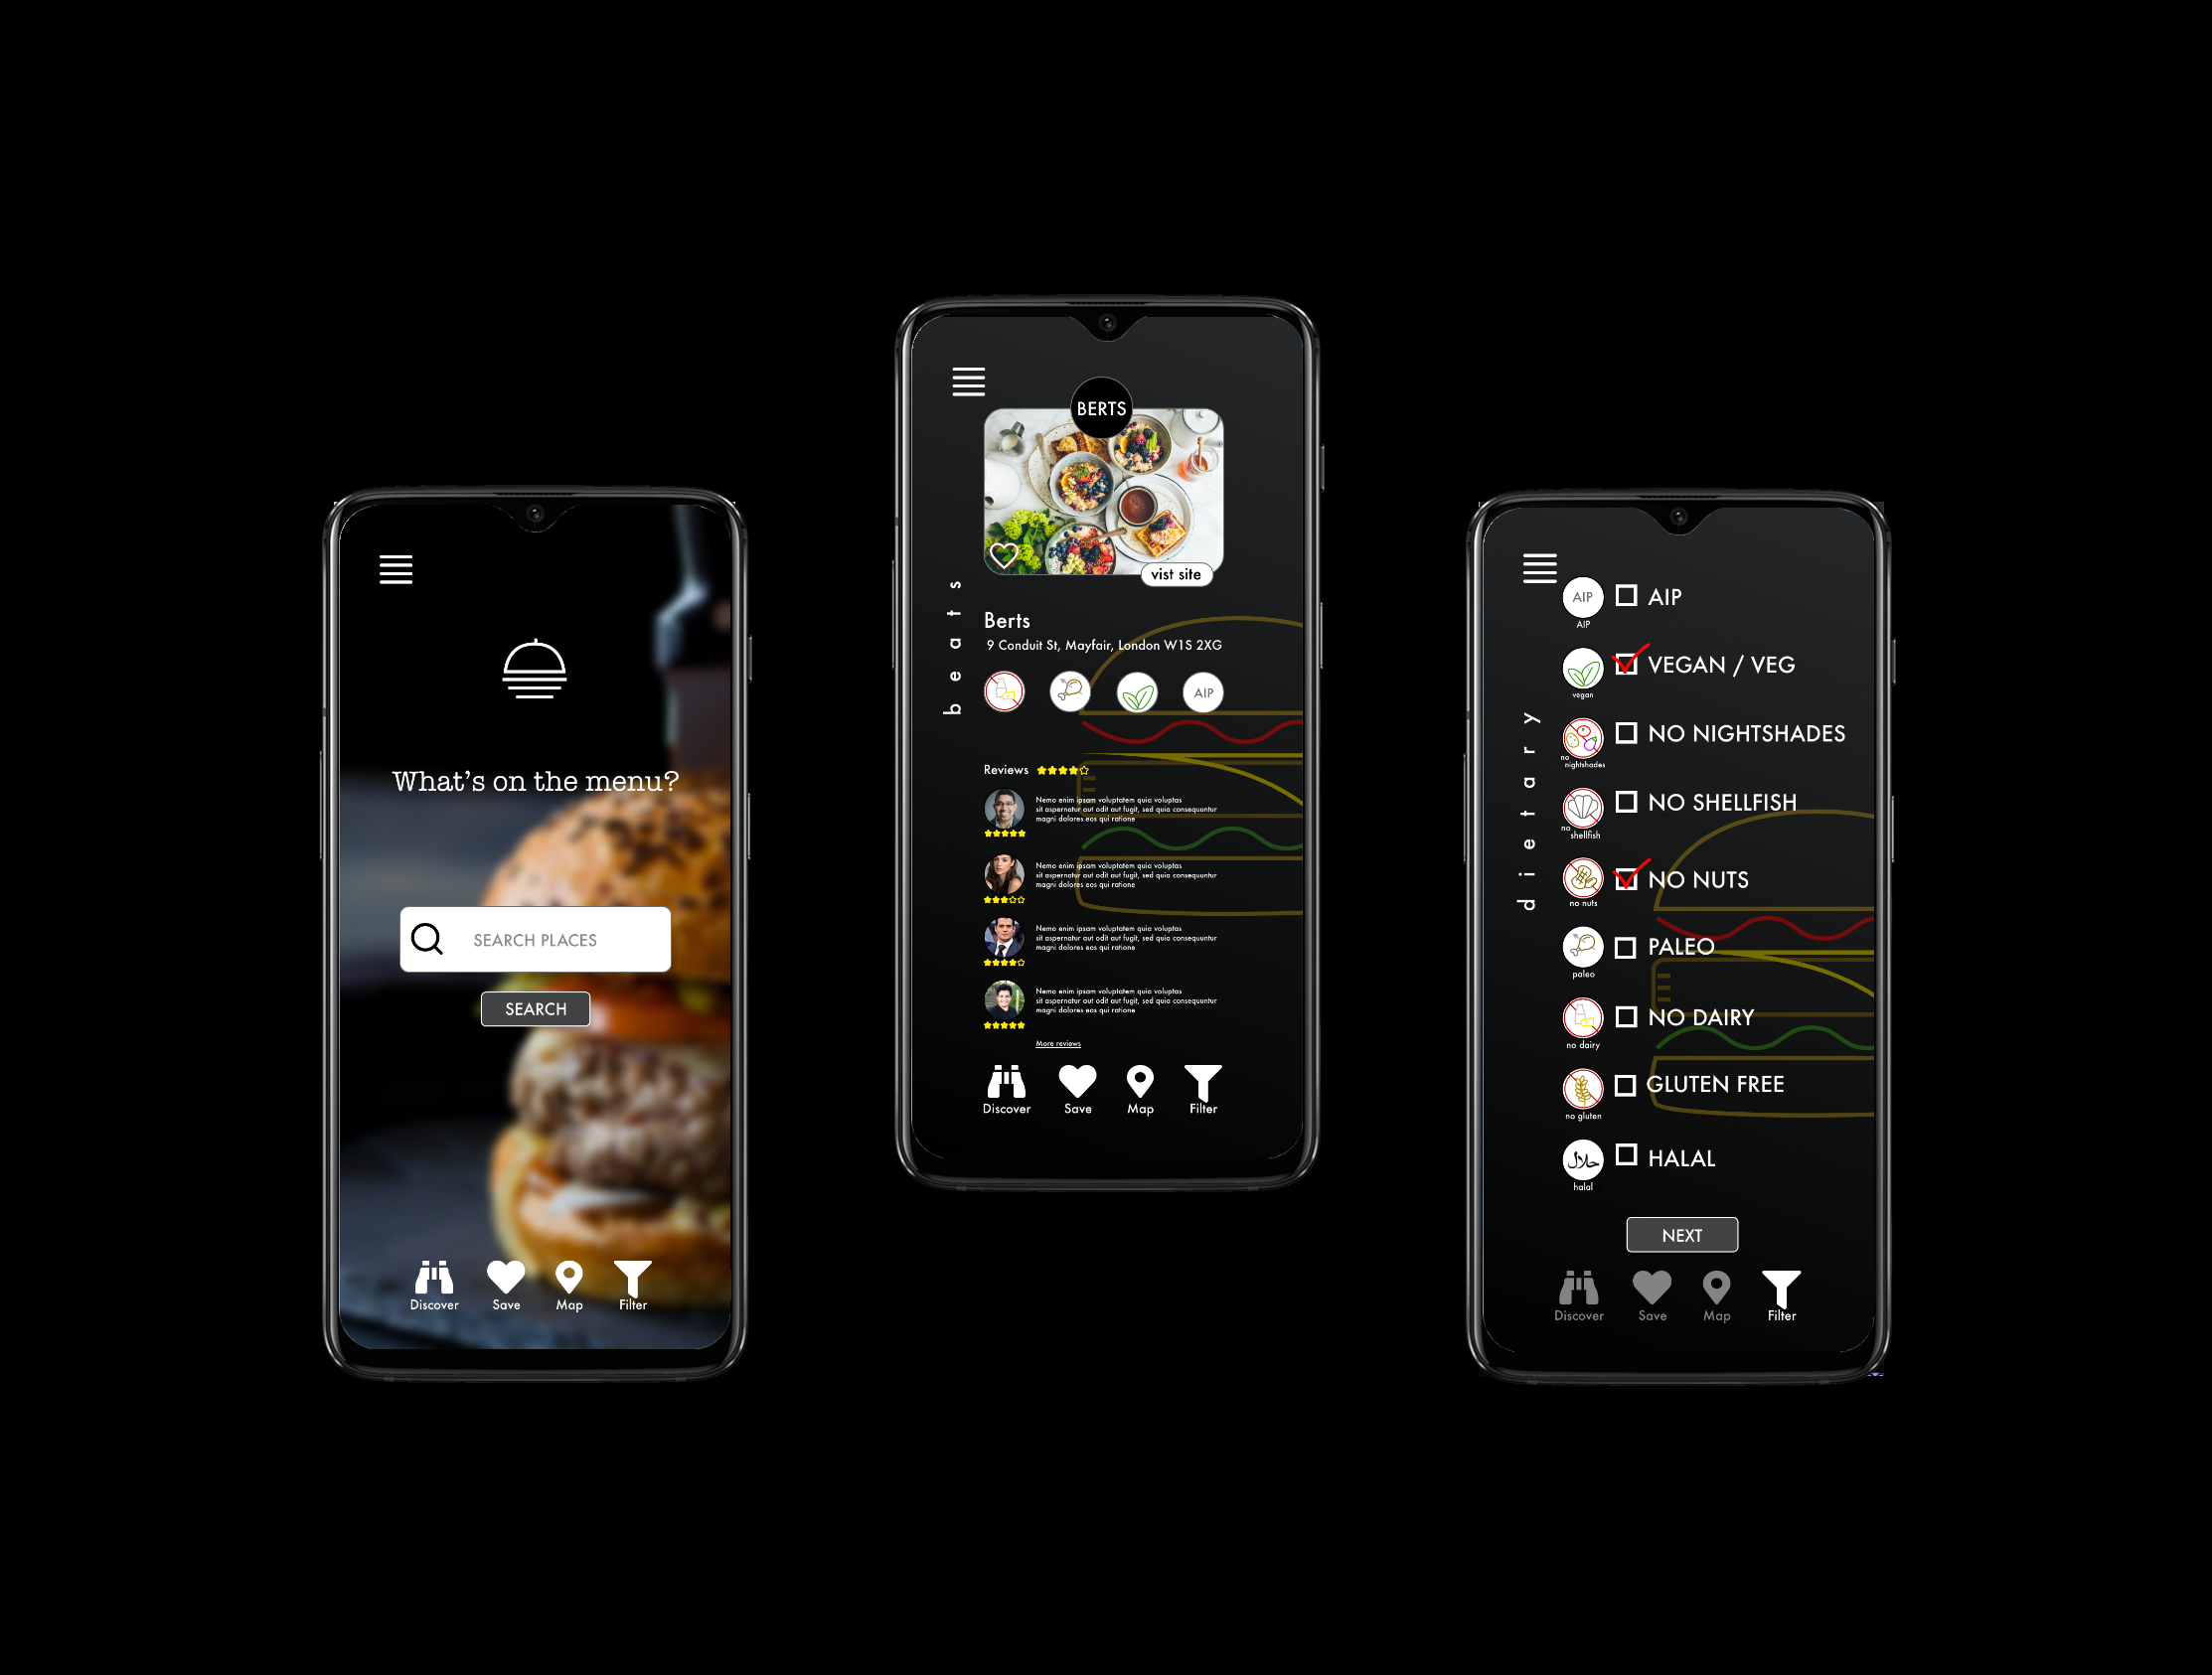 What's on the menu?
SEARCH PLACES
SEARCH
Discover
Save
Map
Filter
BERTS
vist site
beats
Berts
9 Conduit St, Mayfair, London W1S 2XG
AIP
Reviews
Nemo enim ipsam voluptatem quia voluptas
sit aspernatur aut odit aut fugit, sed quia consequuntur
magni dolores eos qui ratione
Nemo enim ipsam voluptatem quia voluptas
sit aspernatur aut odit aut fugit, sed quia consequuntur
magni dolores eos qui ratione
Nemo enim ipsam voluptatem quia voluptas
sit aspernatur aut odit aut fugit, sed quia consequuntur
magni dolores eos qui ratione
Nemo enim ipsam voluptatem quia voluptas
sit aspernatur aut odit aut fugit, sed quia consequuntur
magni dolores eos qui ratione
More reviews
Discover
Save
Map
Filter
dietary
AIP
AIP
AIP
vegan
VEGAN / VEG
no
nightshades
NO NIGHTSHADES
no
shellfish
NO SHELLFISH
no nuts
NO NUTS
paleo
PALEO
no dairy
NO DAIRY
no gluten
GLUTEN FREE
حلال
halal
HALAL
NEXT
Discover
Save
Map
Filter